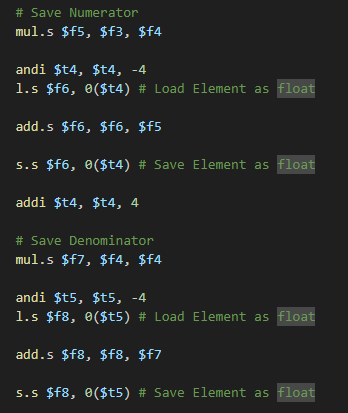 # Save Numerator
mul.s $f5, $f3, $f4
andi $t4, $t4, -4
l.s $f6, 0($t4) # Load Element as float
add.s $f6, $f6, $f5
s.s $f6, 0($t4) # Save Element as float
addi $t4, $t4, 4
# Save Denominator
mul.s $f7, $f4, $f4
andi $t5, $t5, -4
l.s $f8, 0($t5) # Load Element as float
add.s $f8, $f8, $f7
s.s $f8, 0($t5) # Save Element as float